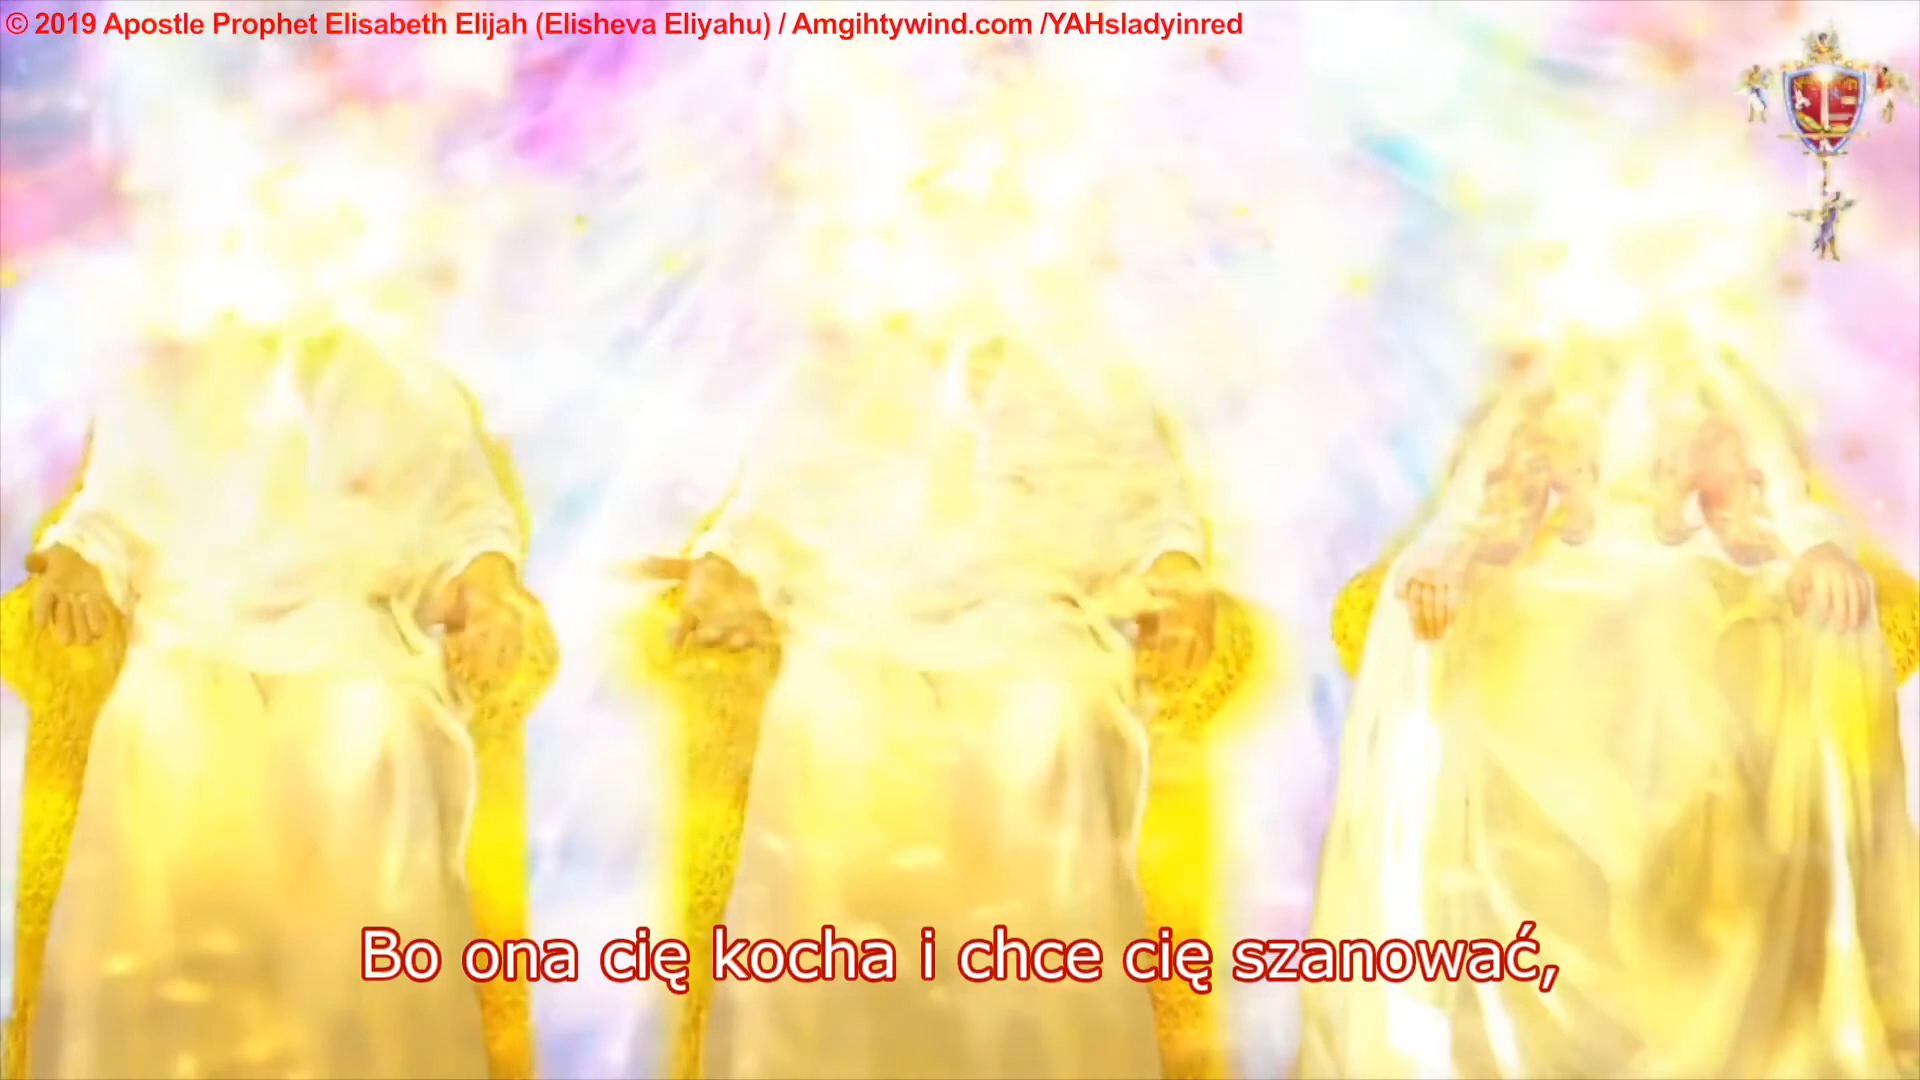 © 2019 Apostle Prophet Elisabeth Elijah (Elisheva Eliyahu) / Amgihtywind.com /YAHsladyinred
Bo ona cię kocha i chce cię szanować,